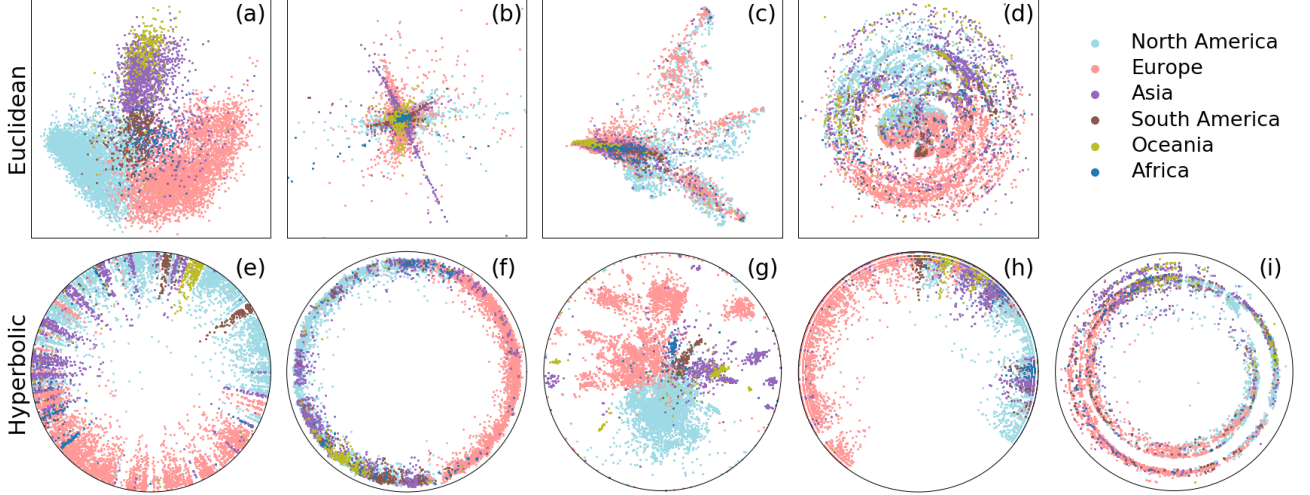 (a)
(b)
(c)
(d)
North America
Europe
Asia
South America
Oceania
Africa
Euclidean
(e)
(f)
(g)
(h)
(i)
Hyperbolic